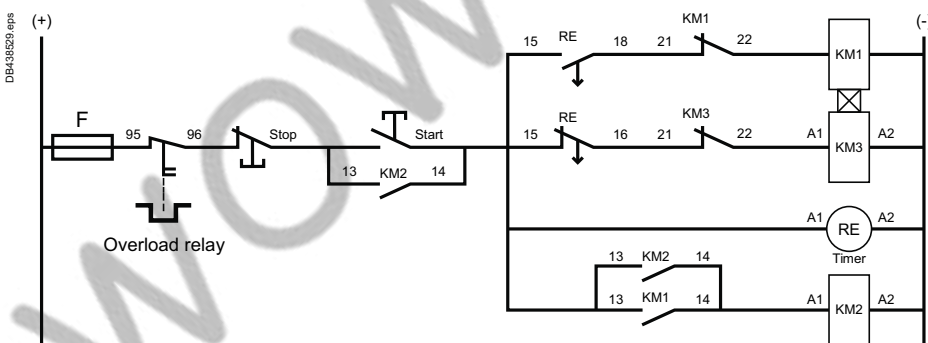 DB438529.eps
(+)
(-)
KM1
15 RE 18 21 22
KM1
F
95 96 Stop Start
15 RE 16 21 KM3 22 A1 A2
KM3
13 KM2 14
Overload relay
A1 RE A2
Timer
13 KM2 14
13 KM1 14 A1 A2
KM2